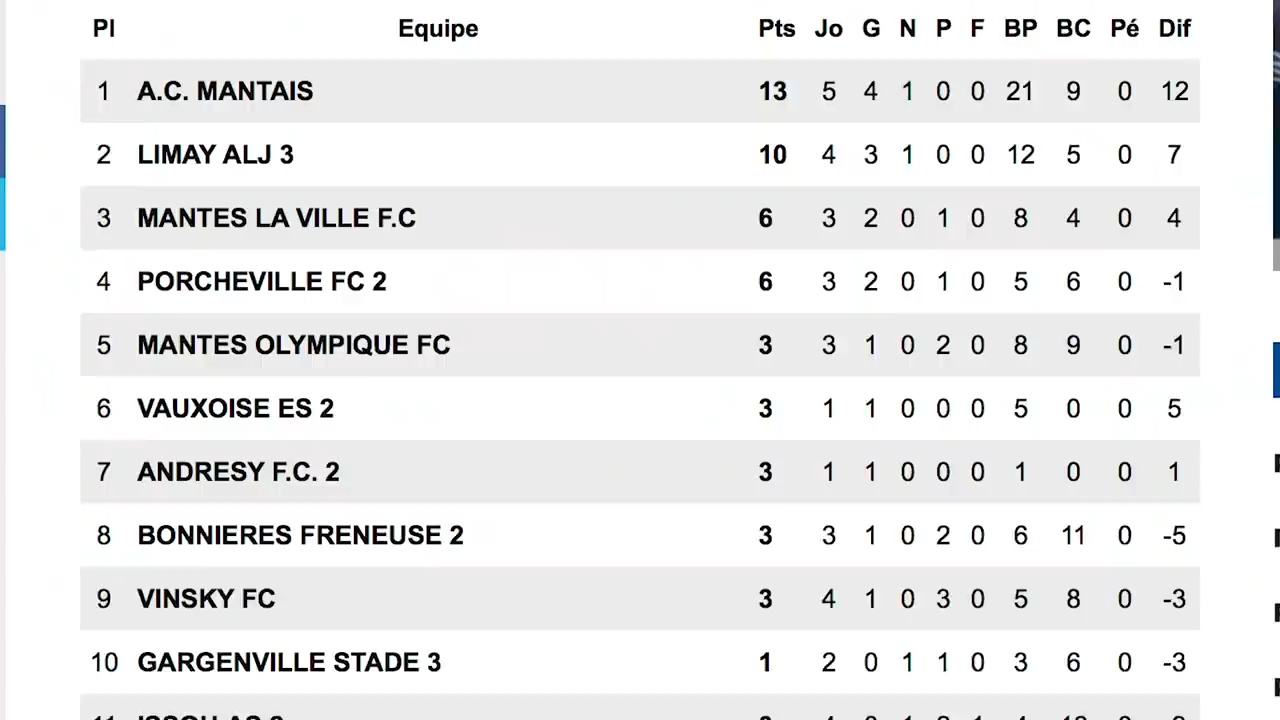 Pl Equipe Pts Jo G N P F BP BC Pé Dif
1 A.C. MANTAIS 13 5 4 1 0 0 21 9 0 12
2 LIMAY ALJ 3 10 4 3 1 0 0 12 5 0 7
3 MANTES LA VILLE F.C 6 3 2 0 1 0 8 4 0 4
4 PORCHEVILLE FC 2 6 3 2 0 1 0 5 6 0 -1
5 MANTES OLYMPIQUE FC 3 3 1 0 2 0 8 9 0 -1
6 VAUXOISE ES 2 3 1 1 0 0 0 5 0 0 5
7 ANDRESY F.C. 2 3 1 1 0 0 0 1 0 0 1
8 BONNIERES FRENEUSE 2 3 3 1 0 2 0 6 11 0 -5
9 VINSKY FC 3 4 1 0 3 0 5 8 0 -3
10 GARGENVILLE STADE 3 1 2 0 1 1 0 3 6 0 -3